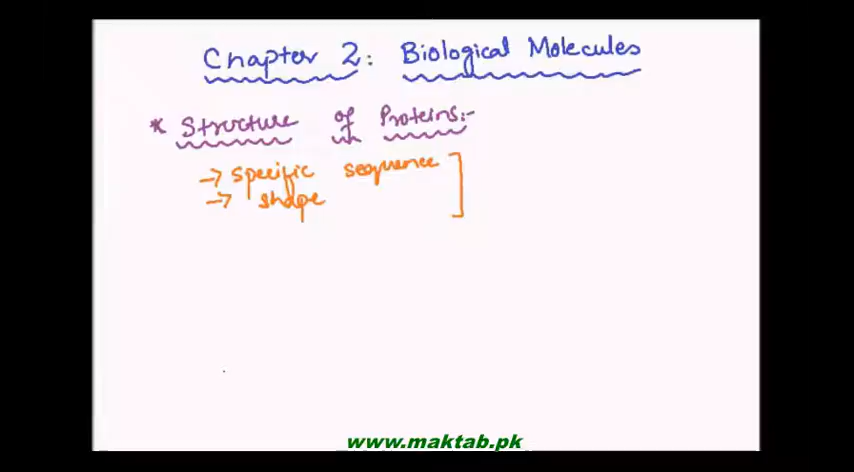 Chapter 2: Biological Molecules
* Structure of Proteins:-
→ specific sequence
→ shape
www.maktab.pk